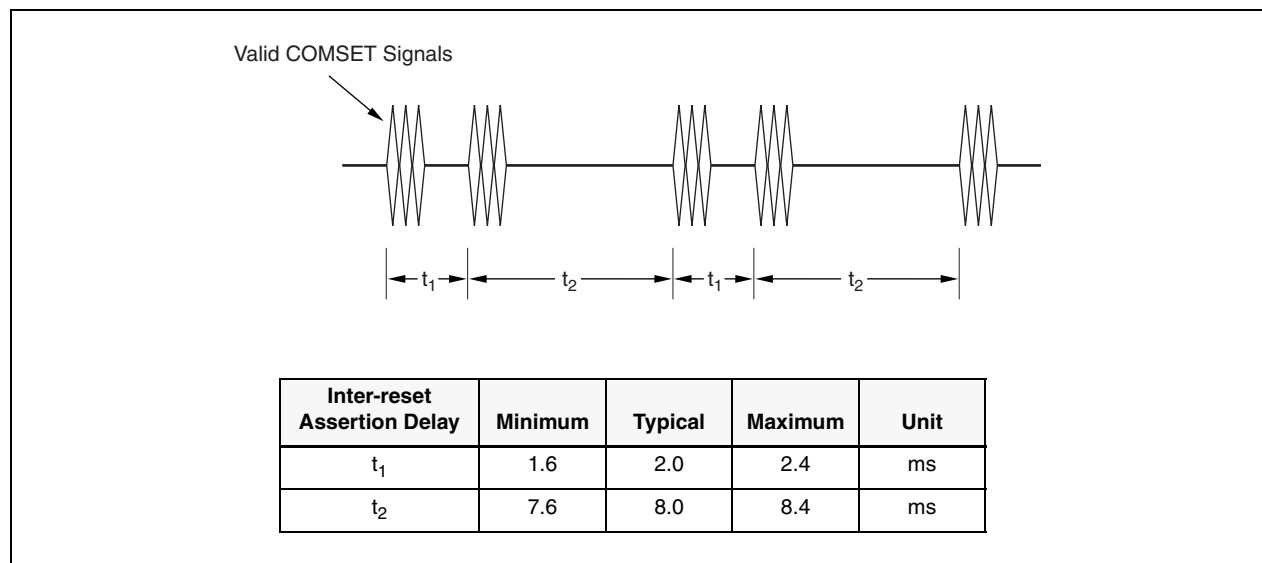 Valid COMSET Signals
t1 t2 t1 t2
Inter-reset
Assertion Delay Minimum Typical Maximum Unit
t1 1.6 2.0 2.4 ms
t2 7.6 8.0 8.4 ms